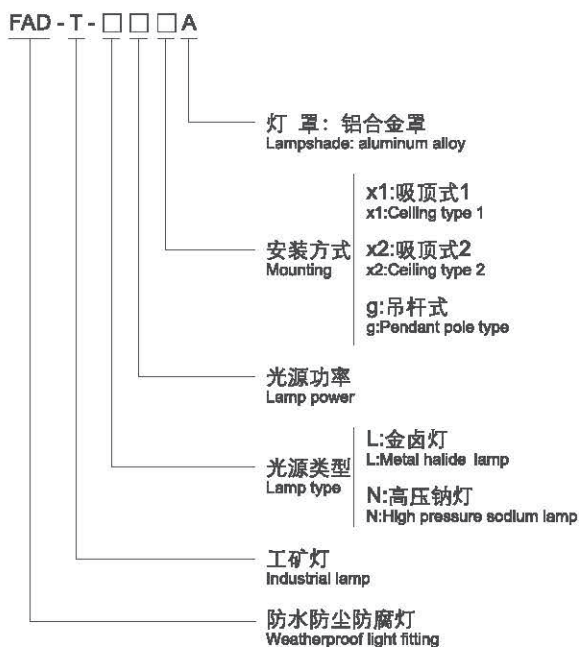 FAD - T - □ □ □ A
灯 罩：铝合金罩
Lampshade: aluminum alloy
x1:吸顶式1
x1:Ceiling type 1
安装方式
Mounting
x2:吸顶式2
x2:Ceiling type 2
g:吊杆式
g:Pendant pole type
光源功率
Lamp power
L:金卤灯
L:Metal halide lamp
光源类型
Lamp type
N:高压钠灯
N:High pressure sodium lamp
工矿灯
Industrial lamp
防水防尘防腐灯
Weatherproof light fitting